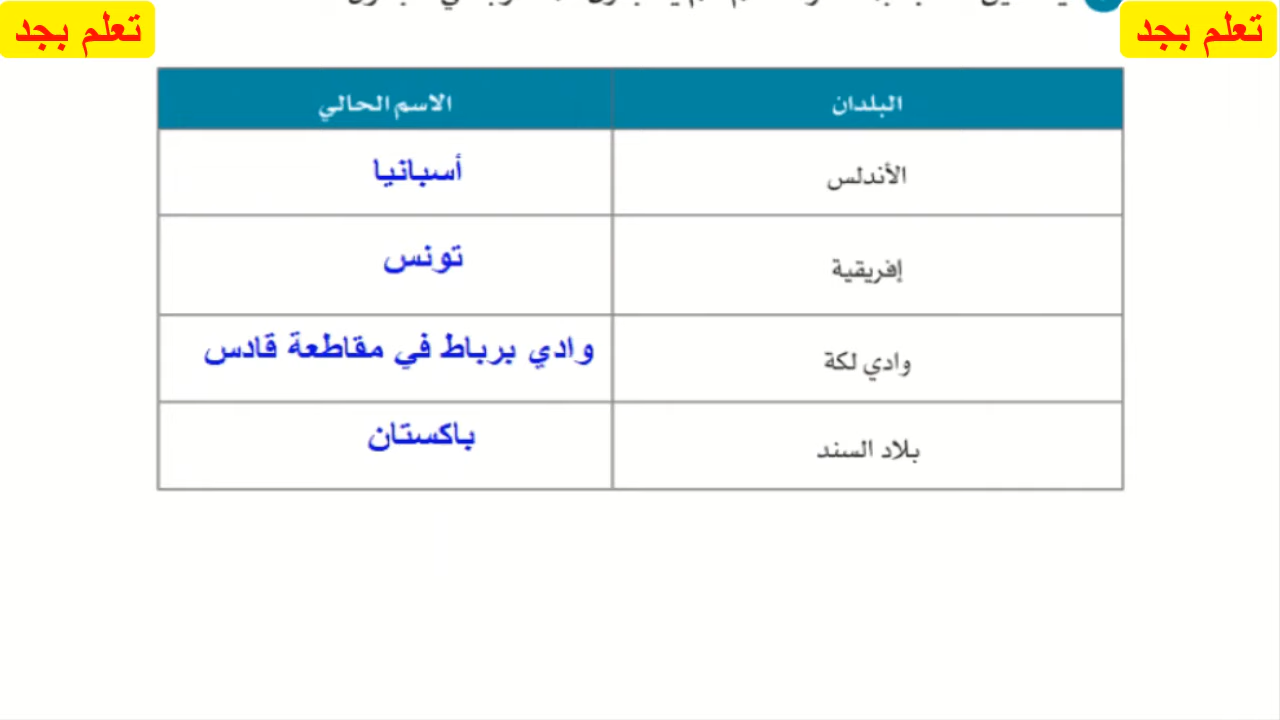 تعلم بجد
تعلم بجد
البلدان
الاسم الحالي
الأندلس
أسبانيا
إفريقية
تونس
وادي لكة
وادي برباط في مقاطعة قادس
بلاد السند
باكستان